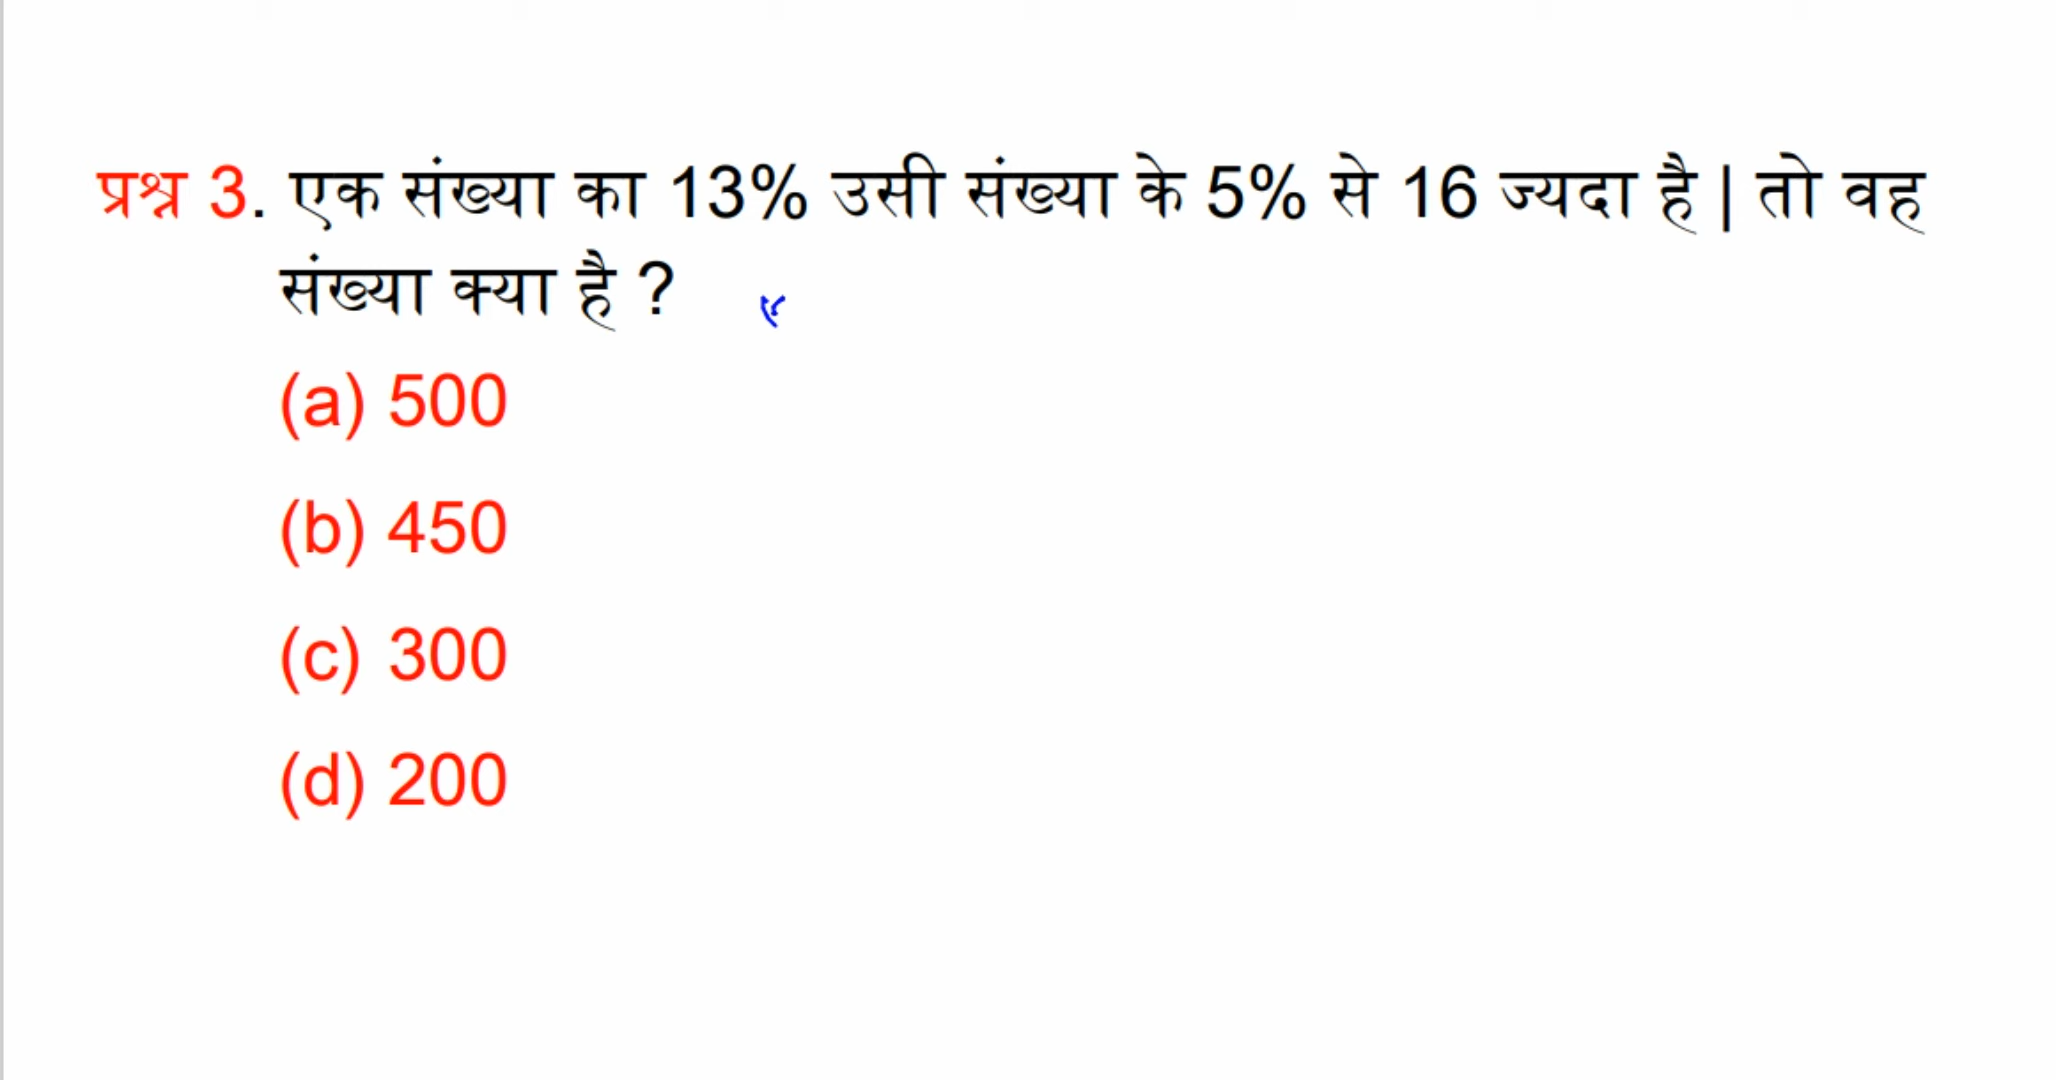 प्रश्न 3. एक संख्या का 13% उसी संख्या के 5% से 16 ज्यदा है | तो वह
संख्या क्या है ?
(a) 500
(b) 450
(c) 300
(d) 200